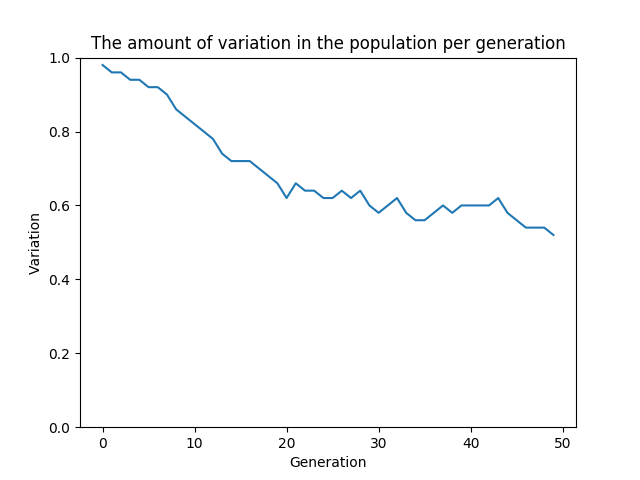 The amount of variation in the population per generation
1.0
0.8
0.6
0.4
0.2
0.0
Variation
0 10 20 30 40 50
Generation